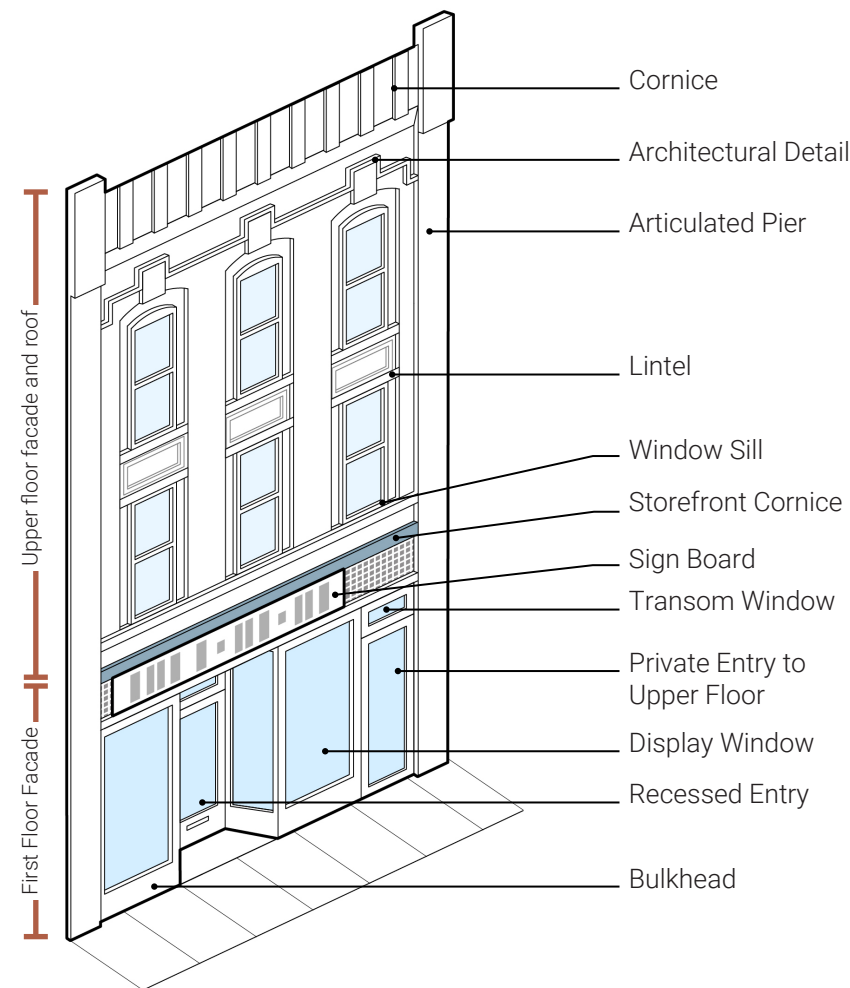 Cornice
Architectural Detail
Articulated Pier
Lintel
Window Sill
Storefront Cornice
Sign Board
Transom Window
Private Entry to
Upper Floor
Display Window
Recessed Entry
Bulkhead
Upper floor facade and roof
First Floor Facade